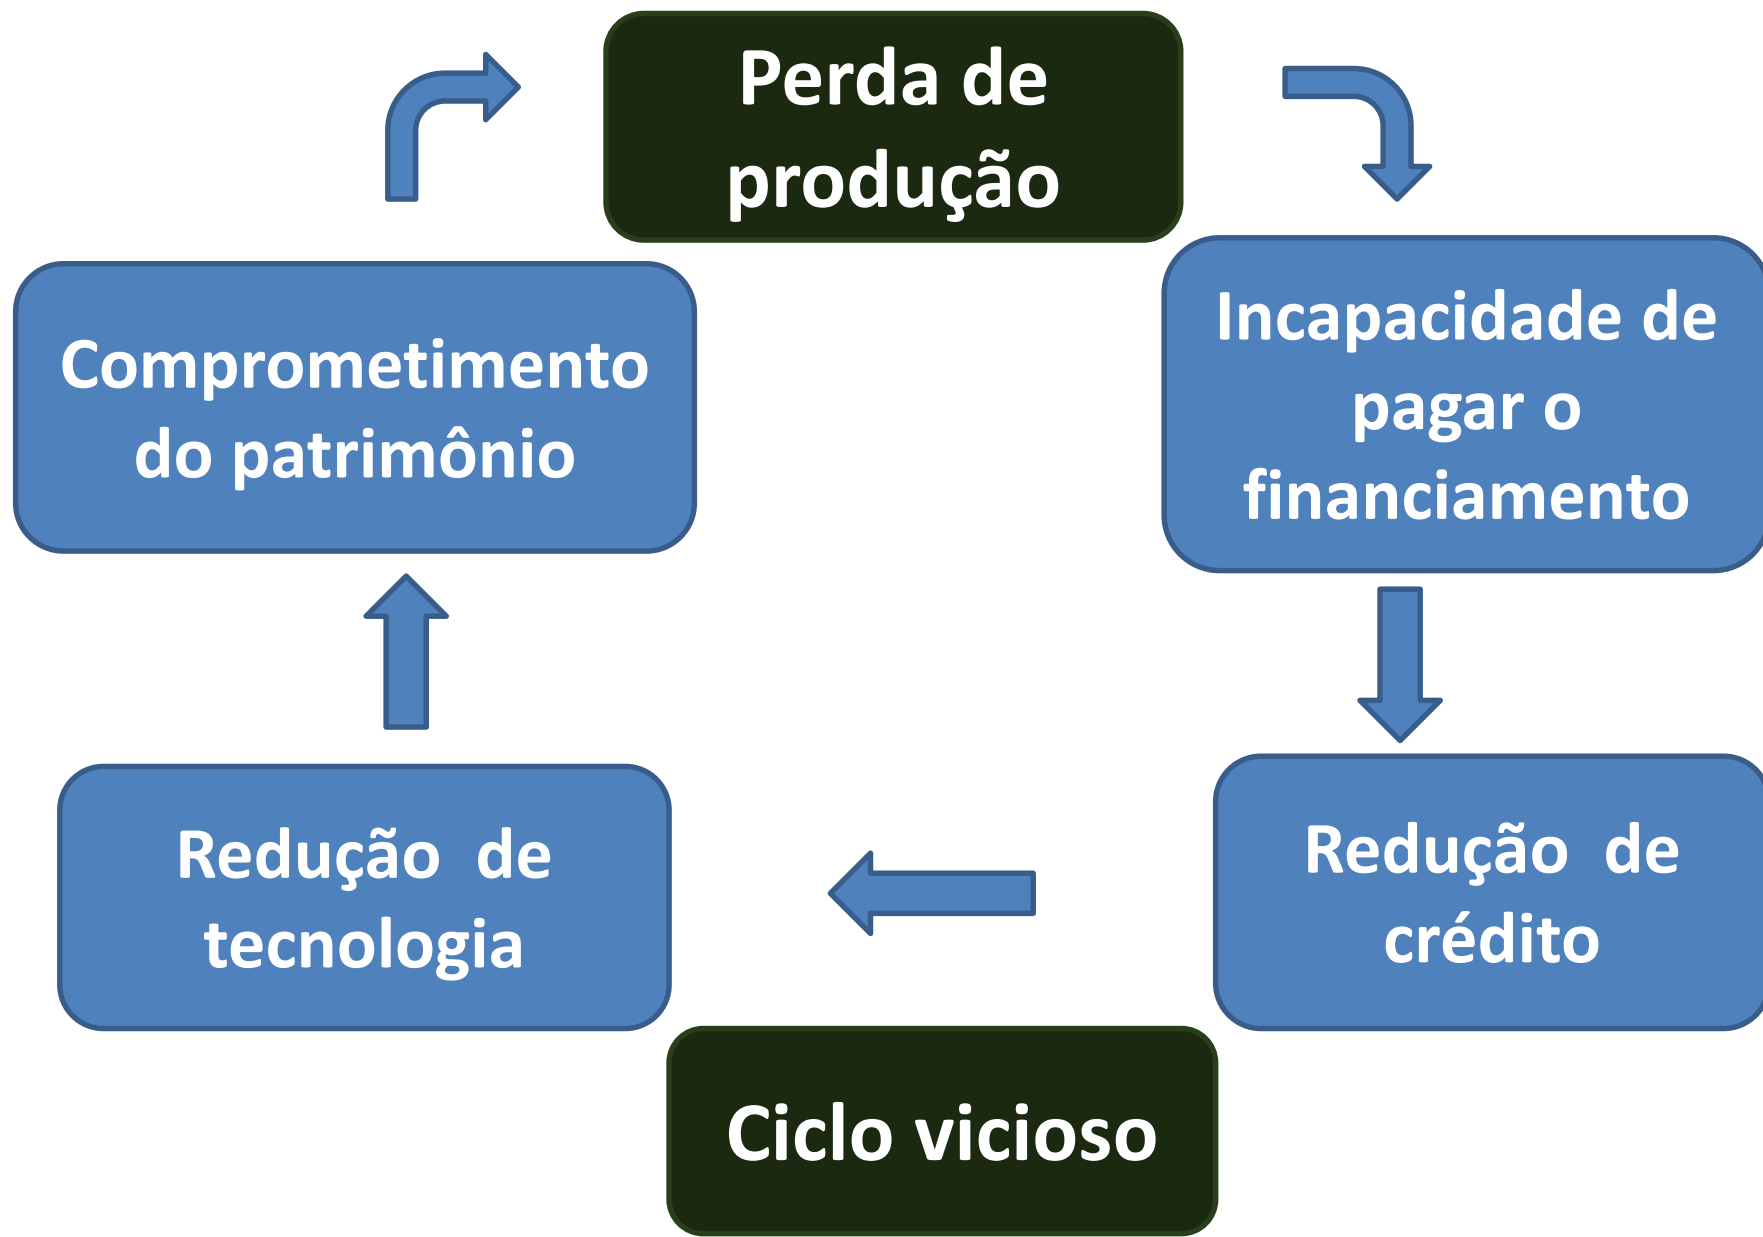 Perda de
produção
Incapacidade de
pagar o
financiamento
Redução de
crédito
Redução de
tecnologia
Comprometimento
do patrimônio
Ciclo vicioso